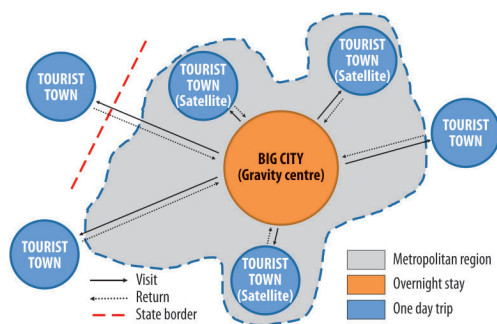 TOURIST
TOWN
TOURIST
TOWN
(Satellite)
TOURIST
TOWN
(Satellite)
TOURIST
TOWN
BIG CITY
(Gravity centre)
TOURIST
TOWN
TOURIST
TOWN
(Satellite)
Visit
Return
State border
Metropolitan region
Overnight stay
One day trip